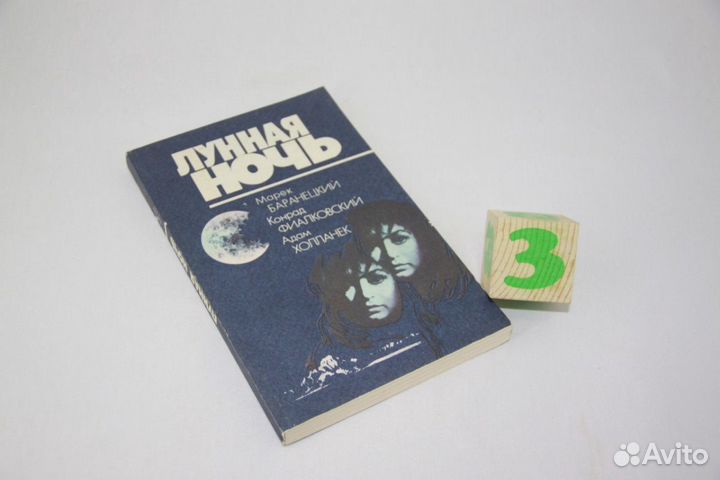 ЛУННАЯ
НОЧЬ
Марек
БАРАНЕЦКИЙ
Конрад
ФИАЛКОВСКИЙ
Адам
ХОЛЛАНЕК
3
Avito